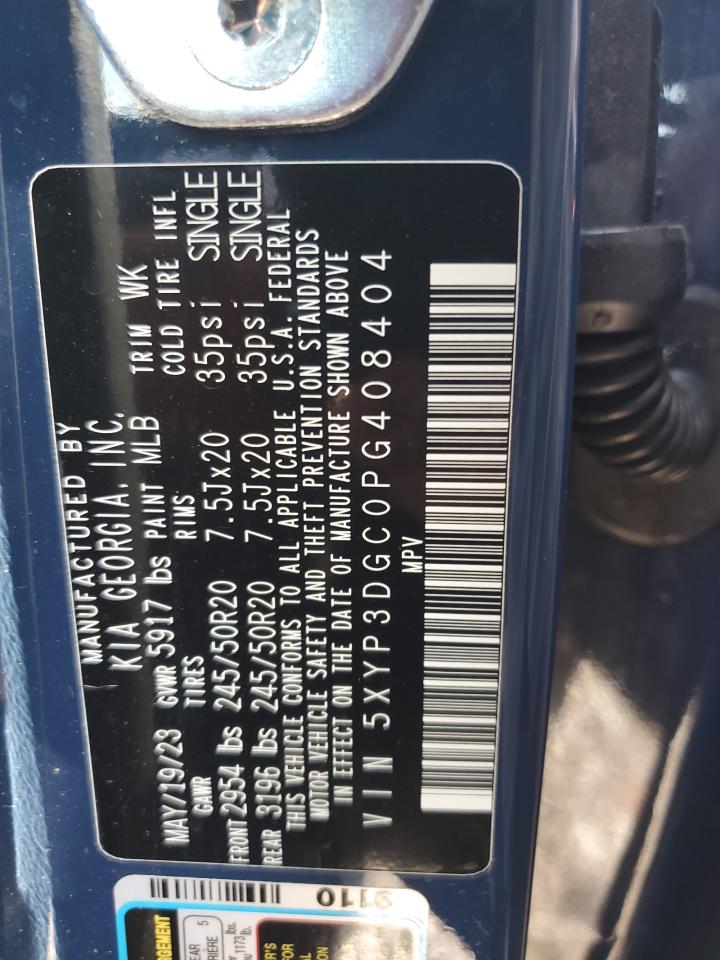 MANUFACTURED BY
KIA GEORGIA, INC.
MAY/19/23 GVWR 5917 lbs PAINT MLB TRIM WK
GAWR TIRES RIMS COLD TIRE INFL
FRONT 2954 lbs 245/50R20 7.5Jx20 35psi SINGLE
REAR 3196 lbs 245/50R20 7.5Jx20 35psi SINGLE
THIS VEHICLE CONFORMS TO ALL APPLICABLE U.S.A. FEDERAL
MOTOR VEHICLE SAFETY AND THEFT PREVENTION STANDARDS
IN EFFECT ON THE DATE OF MANUFACTURE SHOWN ABOVE
VIN 5XYP3DGC0PG408404
MPV
9110
5
1173